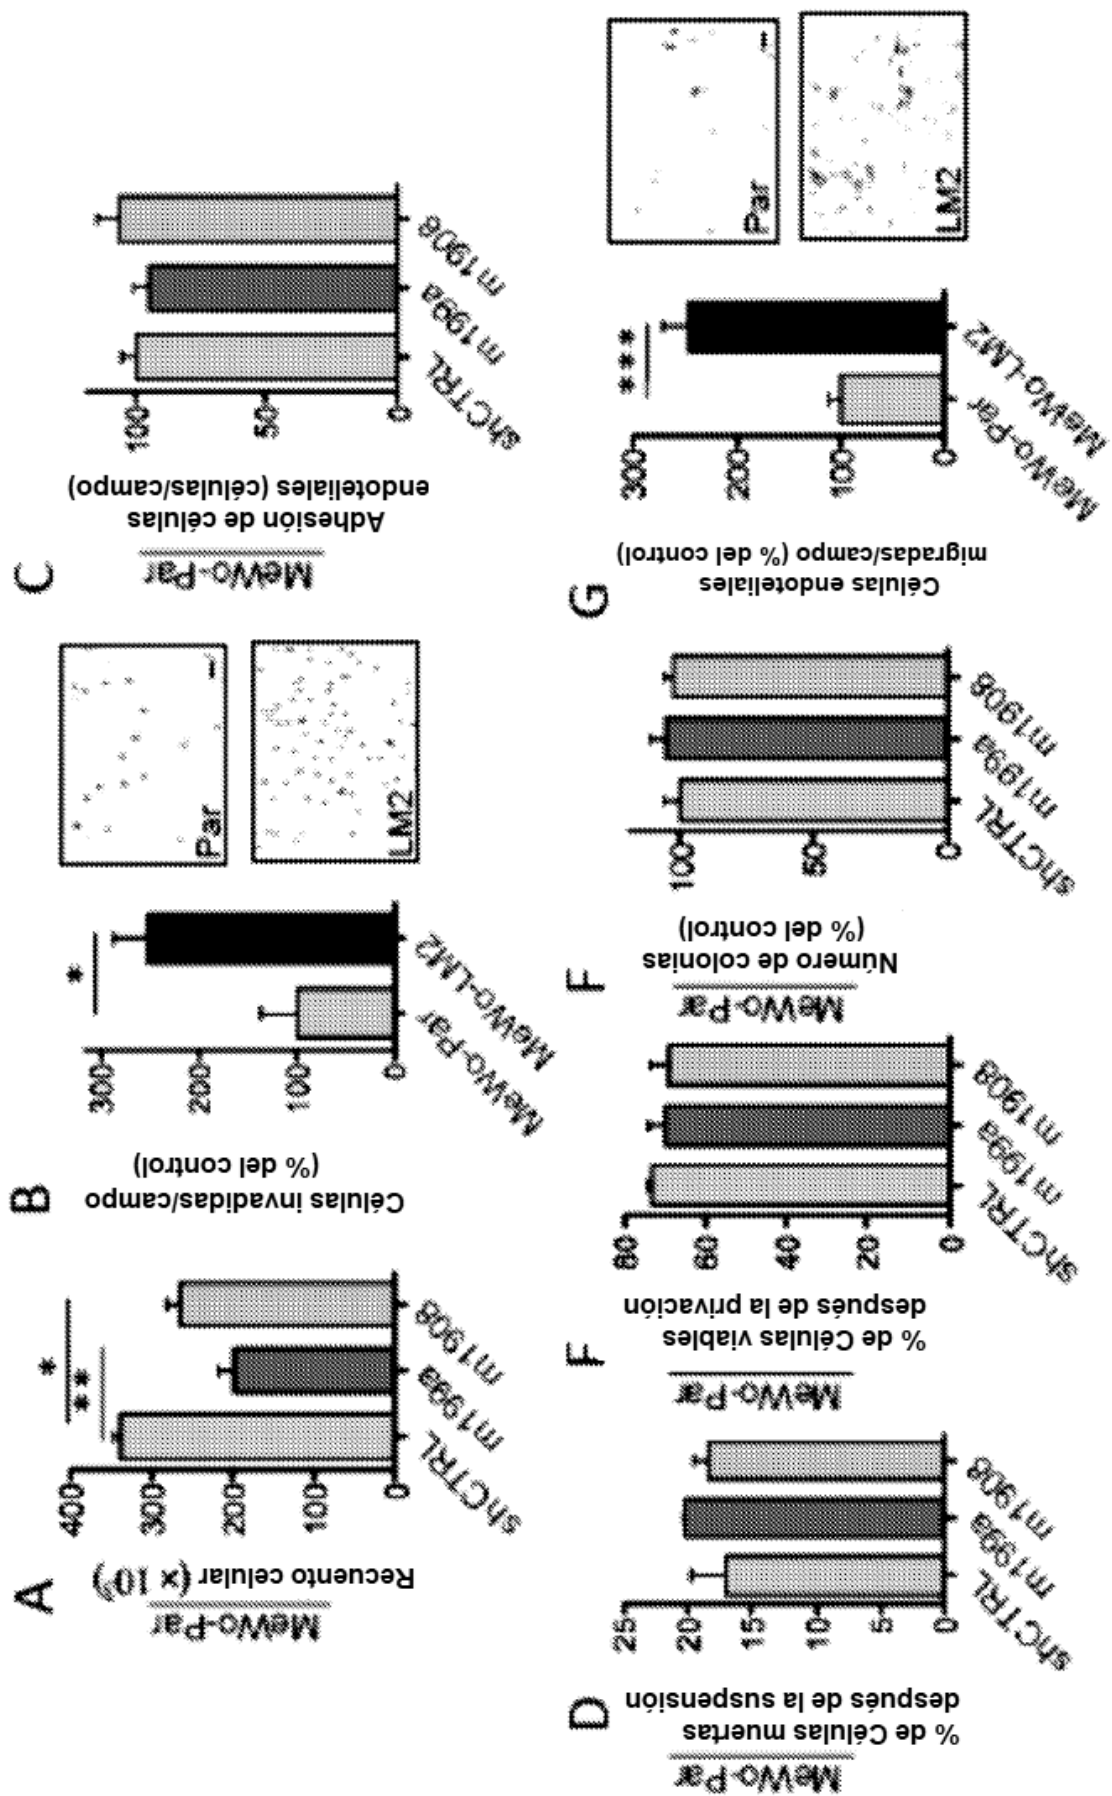 A
MeWo-Par
Recuento celular (x 10³)
400
300
200
100
0
*
**
shCTRL
m199a
m1908
B
Células invadidas/campo
(% del control)
300
200
100
0
*
MeWo-Par
MeWo-LM2
Par
LM2
C
MeWo-Par
Adhesión de células
endoteliales (células/campo)
100
50
0
shCTRL
m199a
m1908
D
MeWo-Par
% de Células muertas
después de la suspensión
25
20
15
10
5
0
shCTRL
m199a
m1908
F
MeWo-Par
% de Células viables
después de la privación
80
60
40
20
0
shCTRL
m199a
m1908
F
MeWo-Par
Número de colonias
(% del control)
100
50
0
shCTRL
m199a
m1908
G
Células endoteliales
migradas/campo (% del control)
300
200
100
0
***
MeWo-Par
MeWo-LM2
Par
LM2